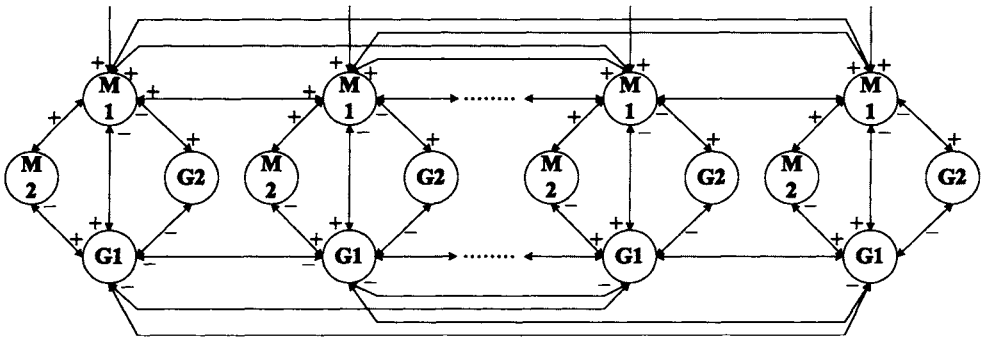 + + + + + + + +
M 1 M 1 M 1 M 1
+ + + + − − − −
M 2 G2 M 2 G2 M 2 G2 M 2 G2
− + + − − + + − − + + − − + + −
G1 G1 G1 G1
− − − − − −